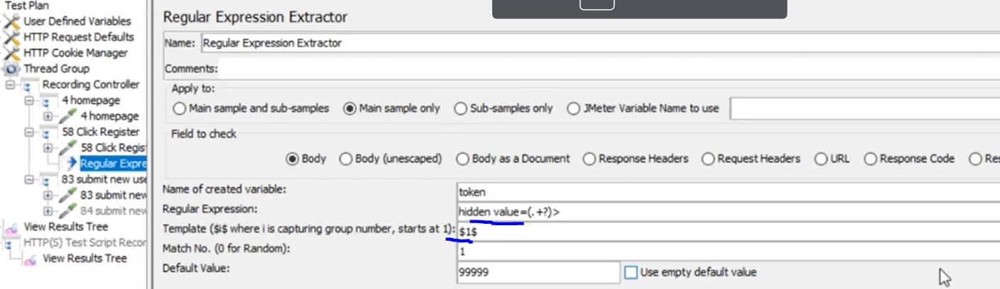 Test Plan
User Defined Variables
HTTP Request Defaults
HTTP Cookie Manager
Thread Group
Recording Controller
4 homepage
4 homepage
58 Click Register
58 Click Regis
Regular Expre
83 submit new use
83 submit new
84 submit new
View Results Tree
HTTP(S) Test Script Recor
View Results Tree
Regular Expression Extractor
Name: Regular Expression Extractor
Comments:
Apply to:
Main sample and sub-samples Main sample only Sub-samples only JMeter Variable Name to use
Field to check
Body Body (unescaped) Body as a Document Response Headers Request Headers URL Response Code Res
Name of created variable: token
Regular Expression: hidden value=(.+?)>
Template ($i$ where i is capturing group number, starts at 1): $1$
Match No. (0 for Random): 1
Default Value: 99999 Use empty default value